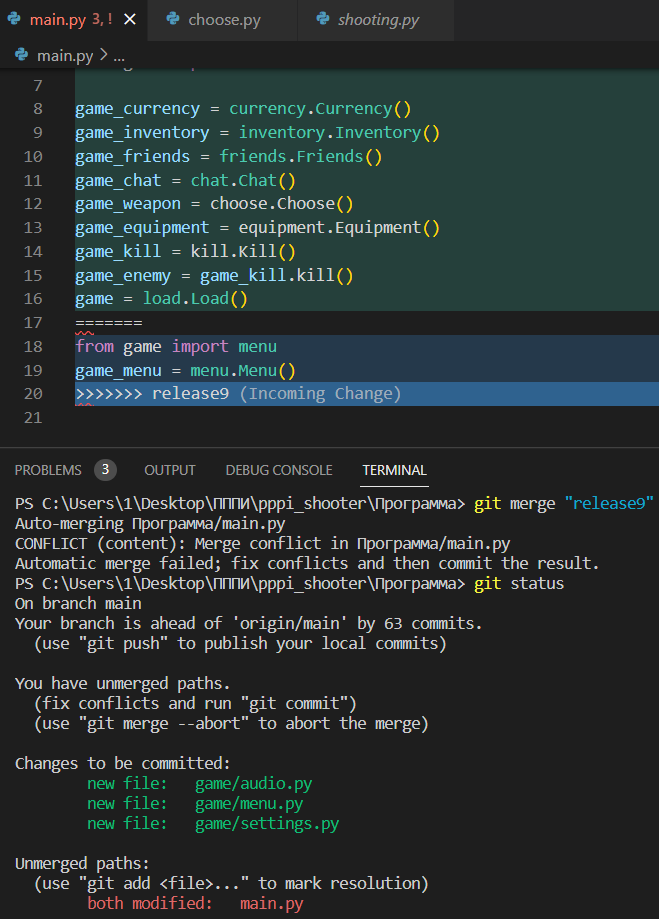 main.py 3, ! × choose.py shooting.py
main.py > ...
7
8 game_currency = currency.Currency()
9 game_inventory = inventory.Inventory()
10 game_friends = friends.Friends()
11 game_chat = chat.Chat()
12 game_weapon = choose.Choose()
13 game_equipment = equipment.Equipment()
14 game_kill = kill.Kill()
15 game_enemy = game_kill.kill()
16 game = load.Load()
17 =======
18 from game import menu
19 game_menu = menu.Menu()
20 >>>>>>> release9 (Incoming Change)
21
PROBLEMS 3 OUTPUT DEBUG CONSOLE TERMINAL
PS C:\Users\1\Desktop\ПППИ\pppi_shooter\Программа> git merge "release9"
Auto-merging Программа/main.py
CONFLICT (content): Merge conflict in Программа/main.py
Automatic merge failed; fix conflicts and then commit the result.
PS C:\Users\1\Desktop\ПППИ\pppi_shooter\Программа> git status
On branch main
Your branch is ahead of 'origin/main' by 63 commits.
(use "git push" to publish your local commits)
You have unmerged paths.
(fix conflicts and run "git commit")
(use "git merge --abort" to abort the merge)
Changes to be committed:
new file: game/audio.py
new file: game/menu.py
new file: game/settings.py
Unmerged paths:
(use "git add <file>..." to mark resolution)
both modified: main.py